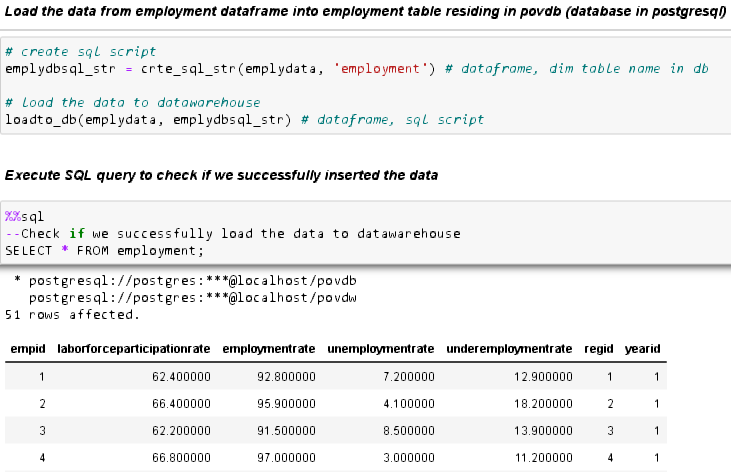 Load the data from employment dataframe into employment table residing in povdb (database in postgresql)
# create sql script
emplydbsql_str = crte_sql_str(emplydata, 'employment') # dataframe, dim table name in db
# load the data to datawarehouse
loadto_db(emplydata, emplydbsql_str) # dataframe, sql script
Execute SQL query to check if we successfully inserted the data
%%sql
--Check if we successfully load the data to datawarehouse
SELECT * FROM employment;
* postgresql://postgres:***@localhost/povdb
postgresql://postgres:***@localhost/povdw
51 rows affected.
empid laborforceparticipationrate employmentrate unemploymentrate underemploymentrate regid yearid
1 62.400000 92.800000 7.200000 12.900000 1 1
2 66.400000 95.900000 4.100000 18.200000 2 1
3 62.200000 91.500000 8.500000 13.900000 3 1
4 66.800000 97.000000 3.000000 11.200000 4 1